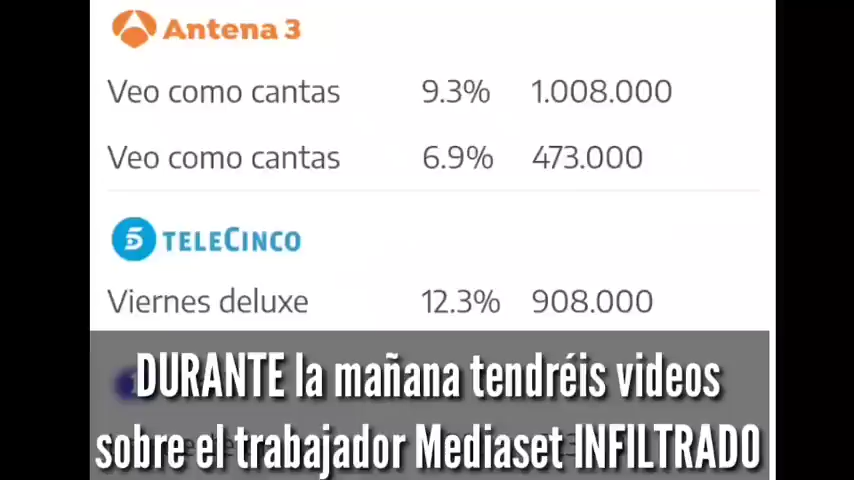 Antena 3
Veo como cantas 9.3% 1.008.000
Veo como cantas 6.9% 473.000
5 TELECINCO
Viernes deluxe 12.3% 908.000
DURANTE la mañana tendréis videos
sobre el trabajador Mediaset INFILTRADO